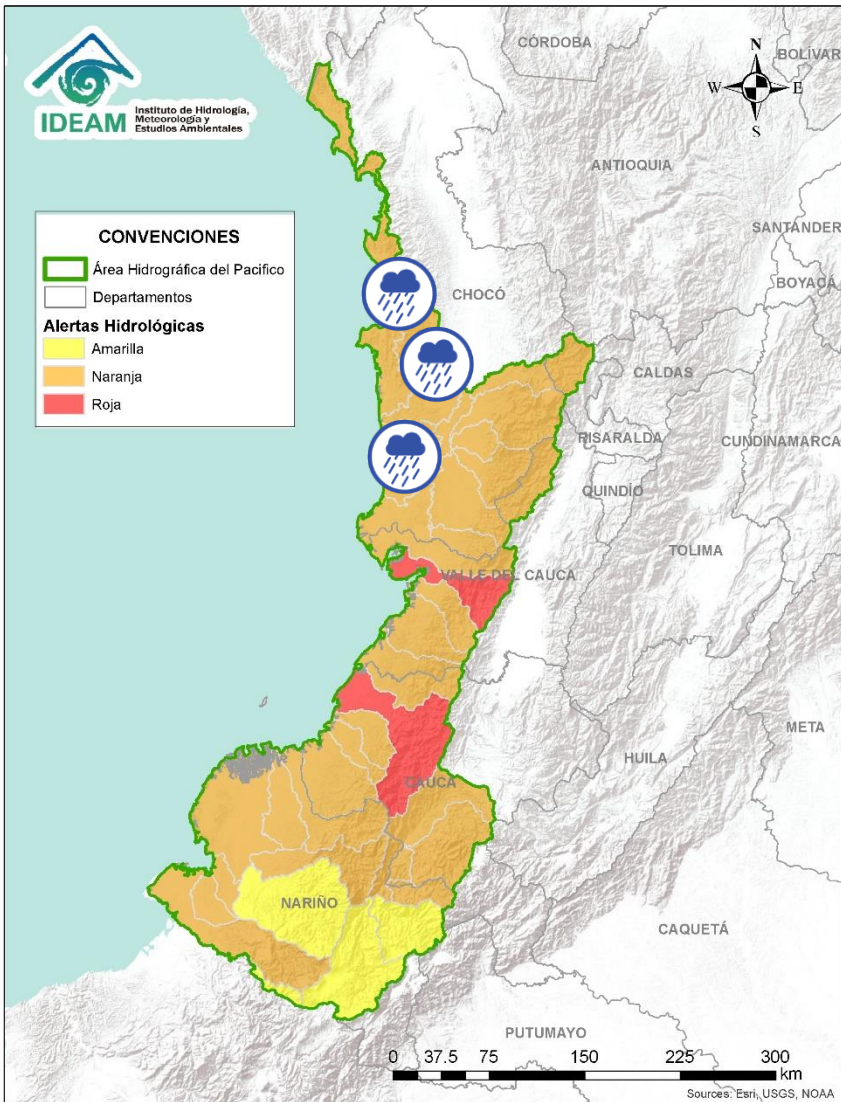 IDEAM
Instituto de Hidrología,
Meteorología y
Estudios Ambientales
CONVENCIONES
Área Hidrográfica del Pacifico
Departamentos
Alertas Hidrológicas
Amarilla
Naranja
Roja
N
W E
S
CÓRDOBA
BOLÍVAR
ANTIOQUIA
SANTANDER
BOYACÁ
CHOCÓ
CALDAS
RISARALDA
CUNDINAMARCA
QUINDÍO
TOLIMA
VALLE DEL CAUCA
META
HUILA
CAUCA
NARIÑO
CAQUETÁ
PUTUMAYO
0 37.5 75 150 225 300
km
Sources: Esri, USGS, NOAA